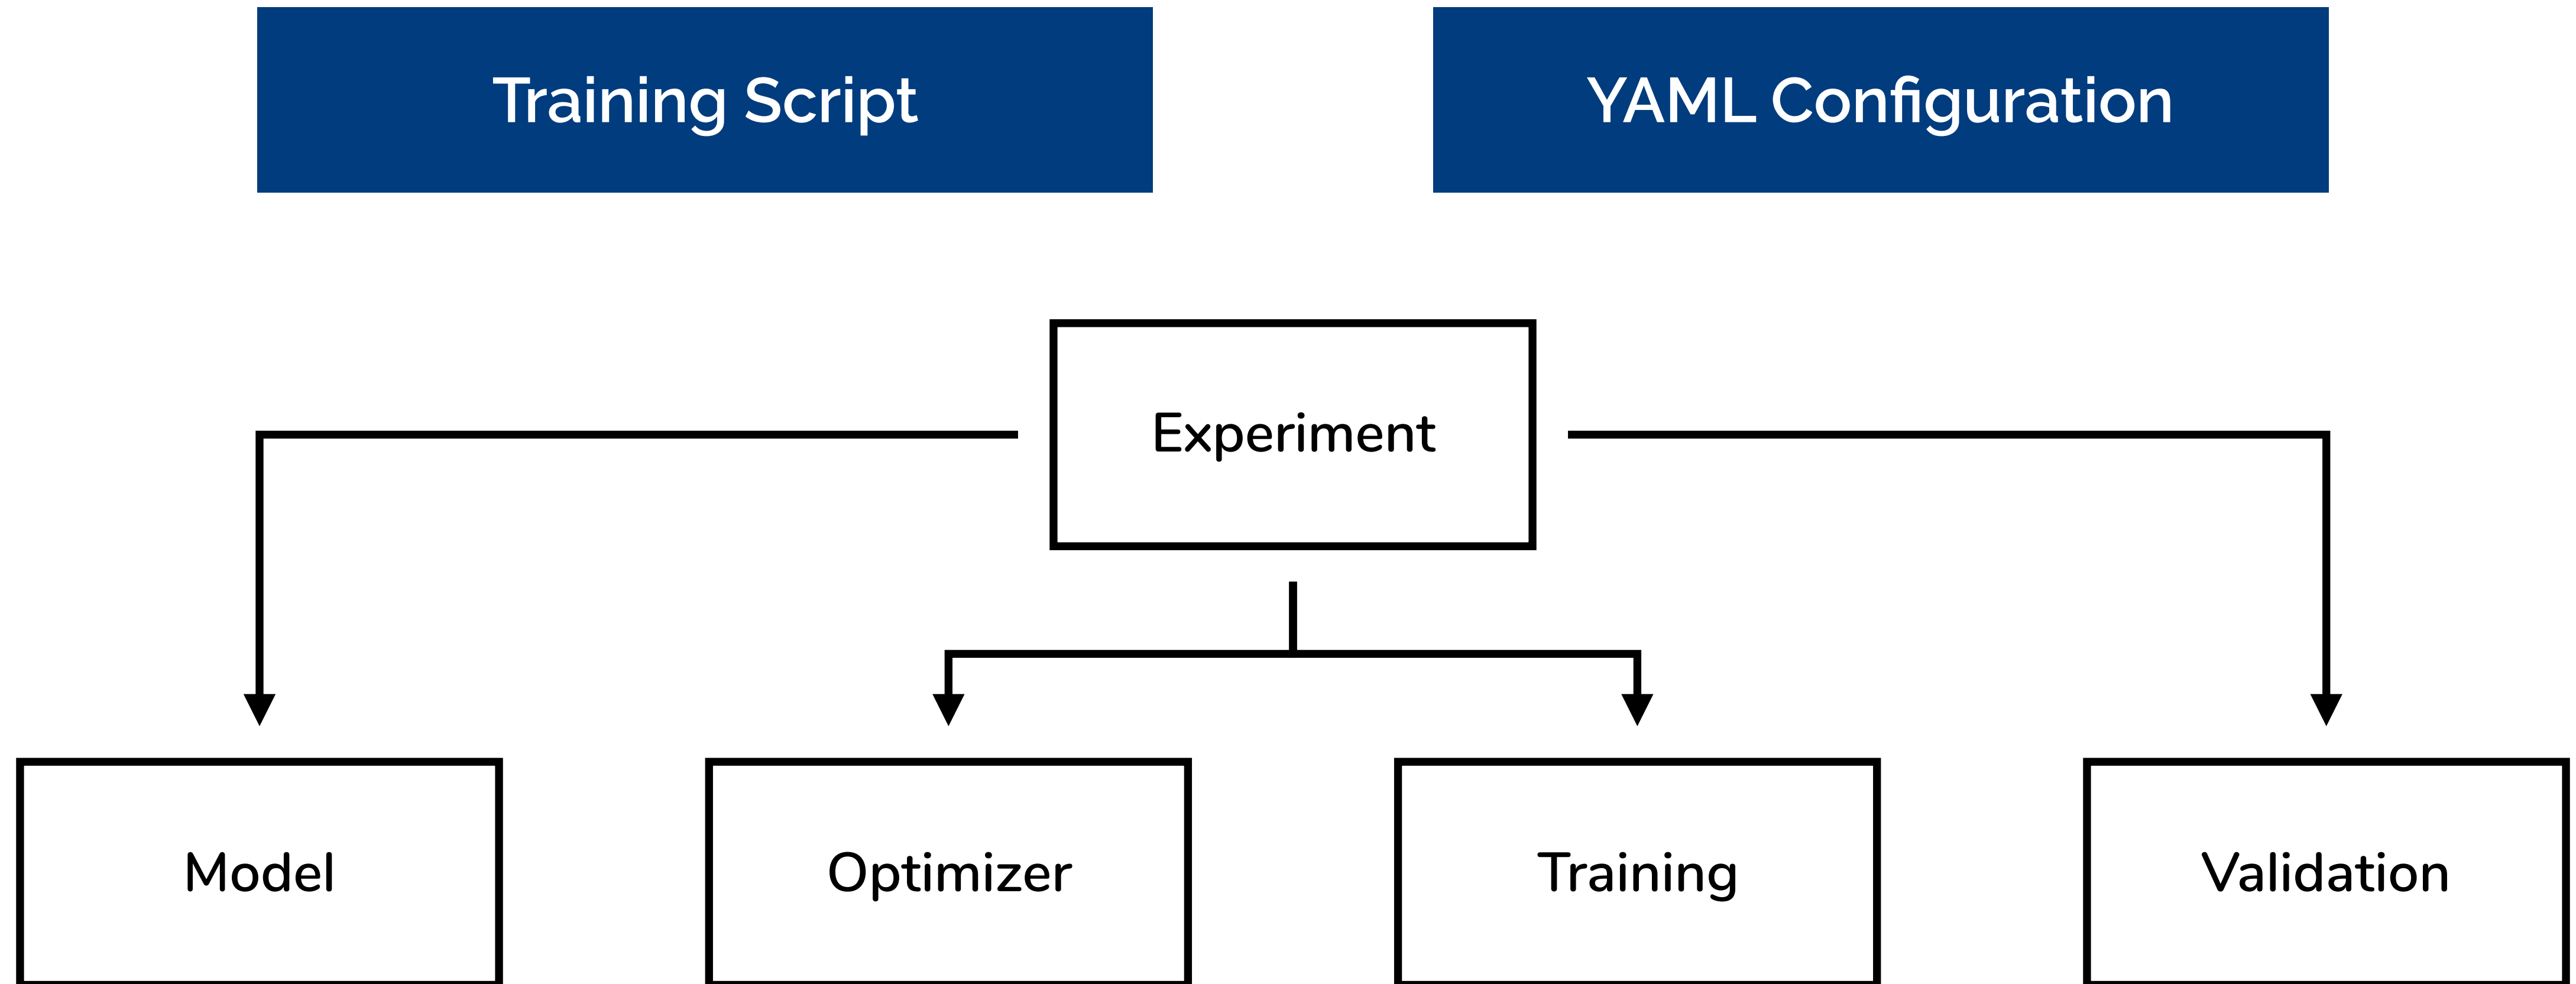 Training Script
YAML Configuration
Experiment
Model
Optimizer
Training
Validation